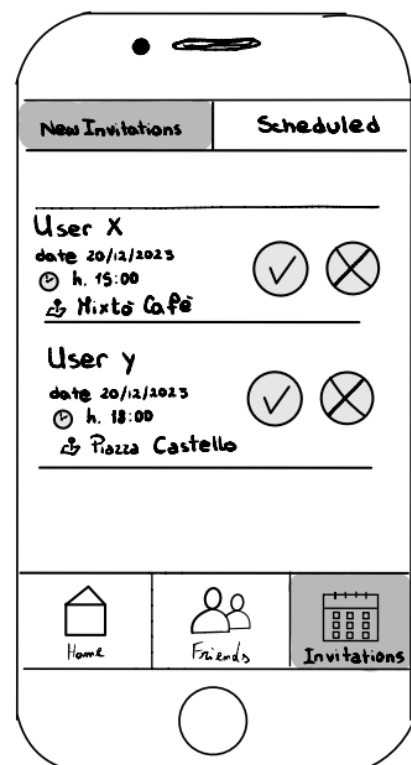 New Invitations
Scheduled
User X
date 20/12/2023
h. 15:00
Mixtò Cafè
User y
date 20/12/2023
h. 18:00
Piazza Castello
Home
Friends
Invitations